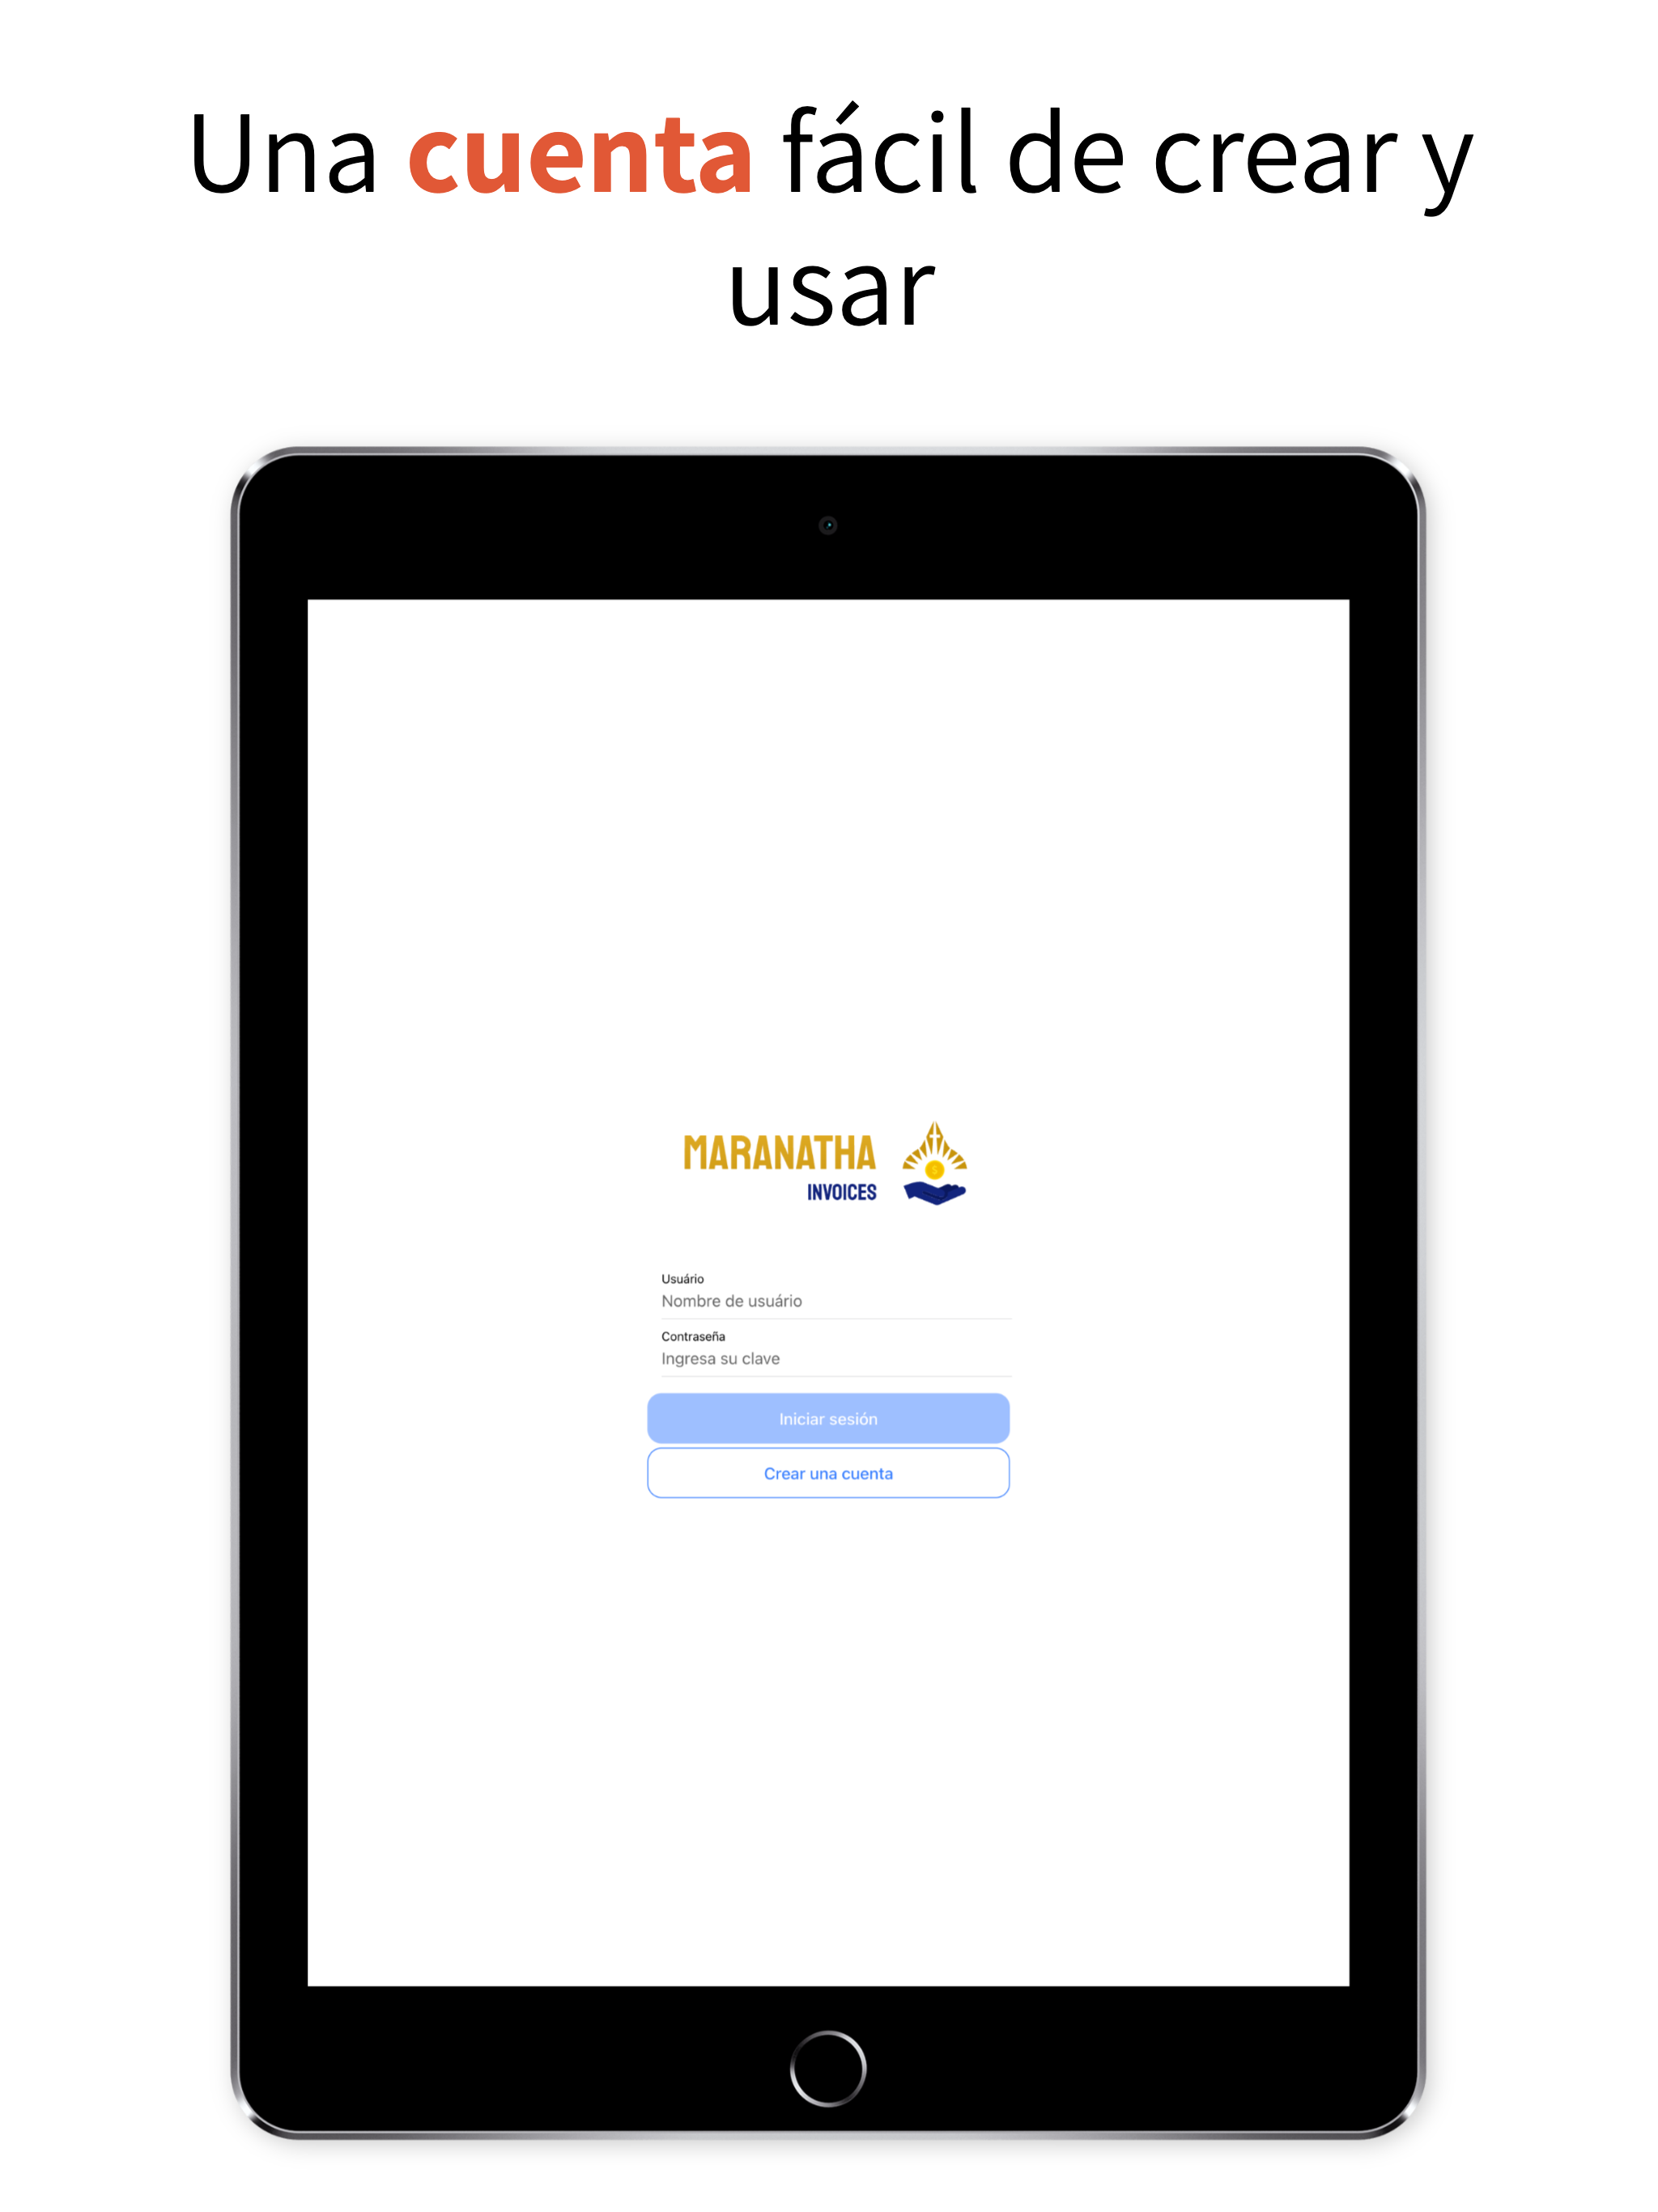 Una cuenta fácil de crear y
usar
MARANATHA
INVOICES
Usuário
Nombre de usuário
Contraseña
Ingresa su clave
Iniciar sesión
Crear una cuenta